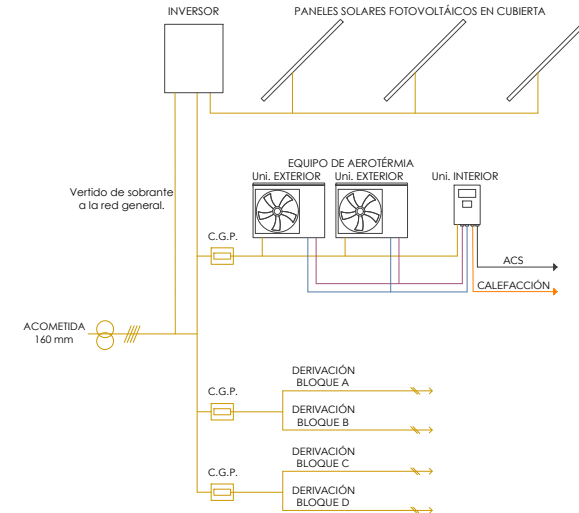 INVERSOR
PANELES SOLARES FOTOVOLTÁICOS EN CUBIERTA
EQUIPO DE AEROTÉRMIA
Uni. EXTERIOR
Uni. EXTERIOR
Uni. INTERIOR
Vertido de sobrante
a la red general.
C.G.P.
ACS
CALEFACCIÓN
ACOMETIDA
160 mm
DERIVACIÓN
BLOQUE A
C.G.P.
DERIVACIÓN
BLOQUE B
DERIVACIÓN
BLOQUE C
C.G.P.
DERIVACIÓN
BLOQUE D